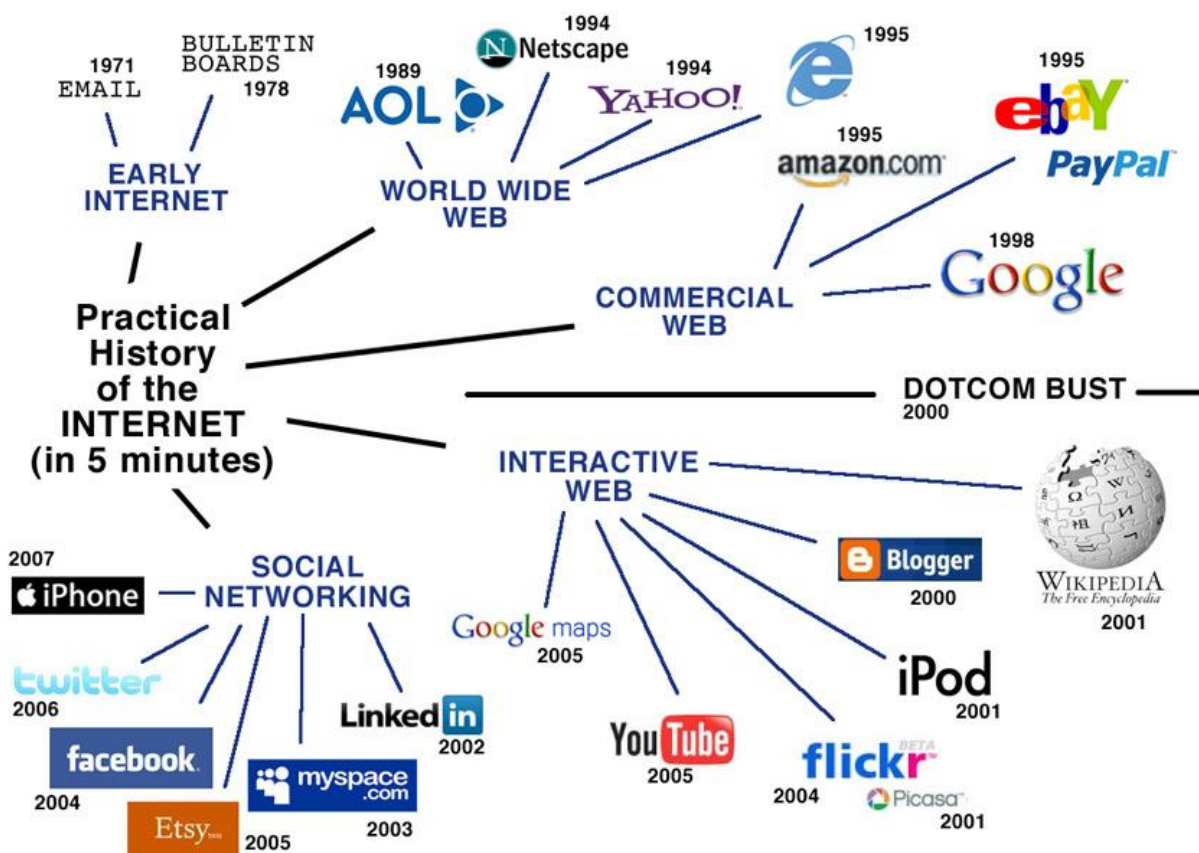 1971
EMAIL
BULLETIN
BOARDS
1978
EARLY
INTERNET
1989
AOL
1994
N Netscape
1994
YAHOO!
1995
e
WORLD WIDE
WEB
1995
amazon.com
1995
ebaY
PayPal
1998
Google
COMMERCIAL
WEB
Practical
History
of the
INTERNET
(in 5 minutes)
DOTCOM BUST
2000
INTERACTIVE
WEB
Ω W
И
WIKIPEDIA
The Free Encyclopedia
2001
B Blogger
2000
iPod
2001
flickr BETA
2004
Picasa
2001
YouTube
2005
Google maps
2005
SOCIAL
NETWORKING
2007
iPhone
twitter
2006
facebook
2004
Etsy
2005
myspace
.com
2003
Linked in
2002